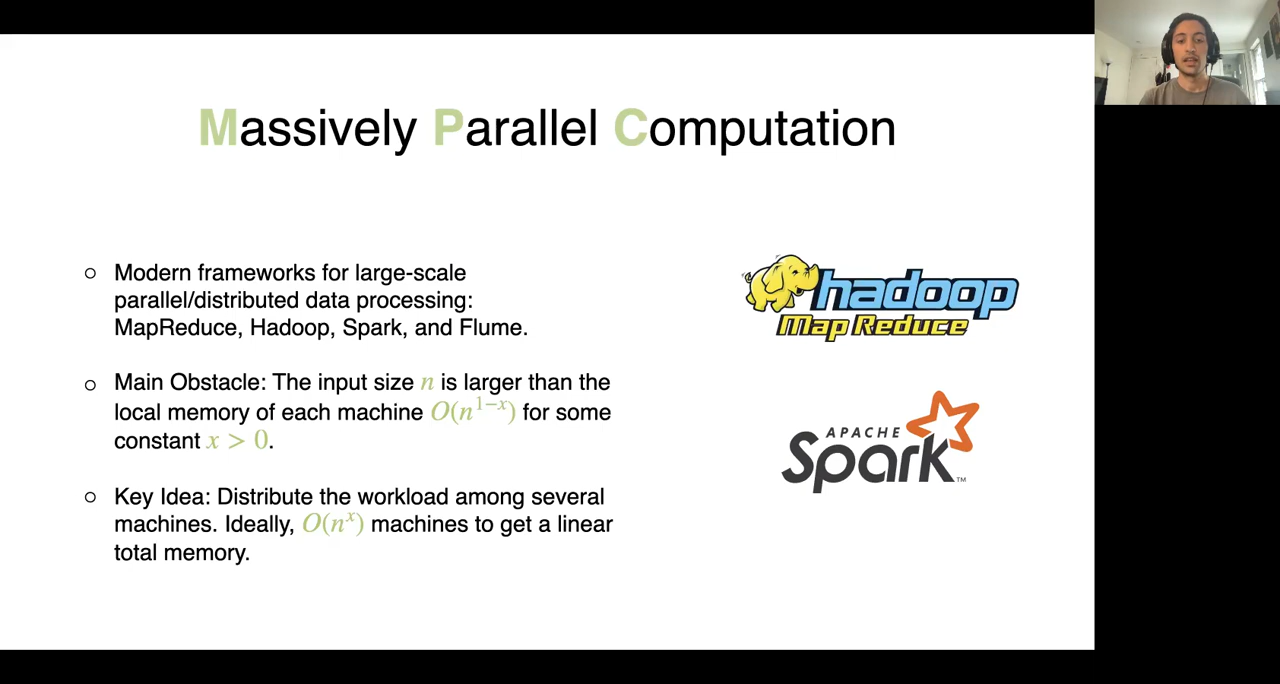 Massively Parallel Computation
○ Modern frameworks for large-scale
parallel/distributed data processing:
MapReduce, Hadoop, Spark, and Flume.
○ Main Obstacle: The input size n is larger than the
local memory of each machine O(n^{1−x}) for some
constant x > 0.
○ Key Idea: Distribute the workload among several
machines. Ideally, O(n^x) machines to get a linear
total memory.
hadoop
Map Reduce
APACHE
Spark™